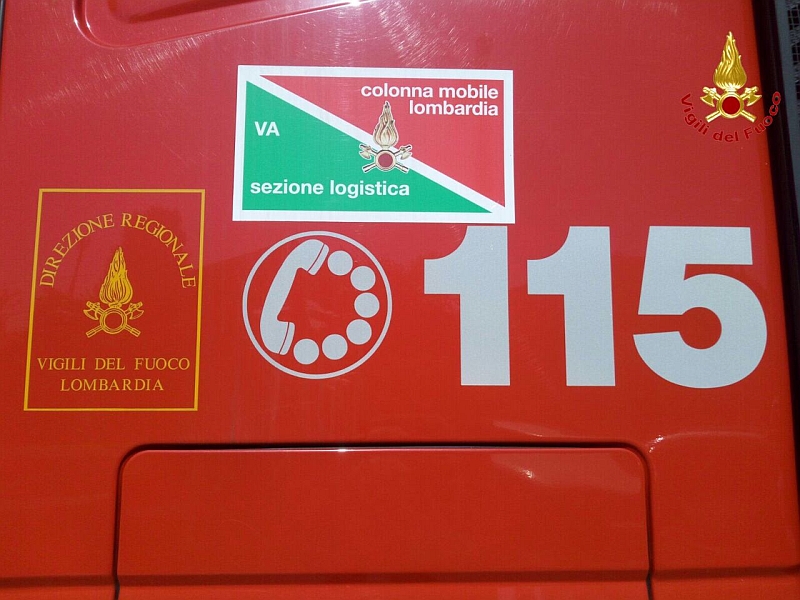 colonna mobile
lombardia
VA
sezione logistica
Vigili del Fuoco
DIREZIONE REGIONALE
VIGILI DEL FUOCO
LOMBARDIA
115